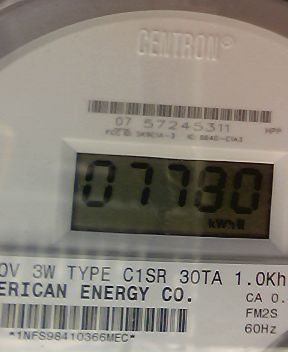 CENTRON®
07 57245311
HPP
07730
kWh
0V 3W TYPE C1SR 30TA 1.0Kh
ERICAN ENERGY CO.
CA 0.
FM2S
60Hz
*1NFS98410366MEC*